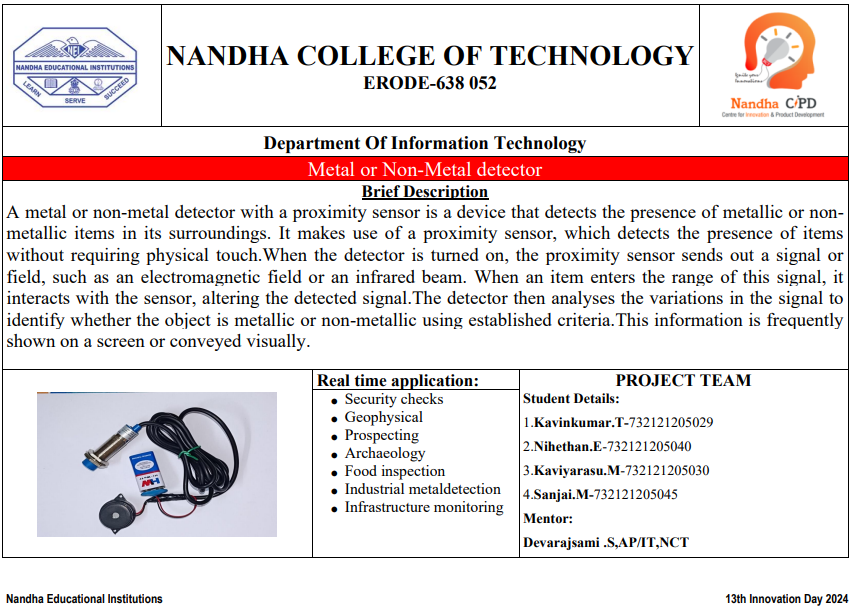 NEI
NANDHA EDUCATIONAL INSTITUTIONS
LEARN
SERVE
SUCCEED
NANDHA COLLEGE OF TECHNOLOGY
ERODE-638 052
Ignite your
Innovations!
Nandha CiPD
Centre for Innovation & Product Development
Department Of Information Technology
Metal or Non-Metal detector
Brief Description
A metal or non-metal detector with a proximity sensor is a device that detects the presence of metallic or non-
metallic items in its surroundings. It makes use of a proximity sensor, which detects the presence of items
without requiring physical touch.When the detector is turned on, the proximity sensor sends out a signal or
field, such as an electromagnetic field or an infrared beam. When an item enters the range of this signal, it
interacts with the sensor, altering the detected signal.The detector then analyses the variations in the signal to
identify whether the object is metallic or non-metallic using established criteria.This information is frequently
shown on a screen or conveyed visually.
HW
Real time application:
Security checks
Geophysical
Prospecting
Archaeology
Food inspection
Industrial metaldetection
Infrastructure monitoring
PROJECT TEAM
Student Details:
1.Kavinkumar.T-732121205029
2.Nihethan.E-732121205040
3.Kaviyarasu.M-732121205030
4.Sanjai.M-732121205045
Mentor:
Devarajsami .S,AP/IT,NCT
Nandha Educational Institutions
13th Innovation Day 2024